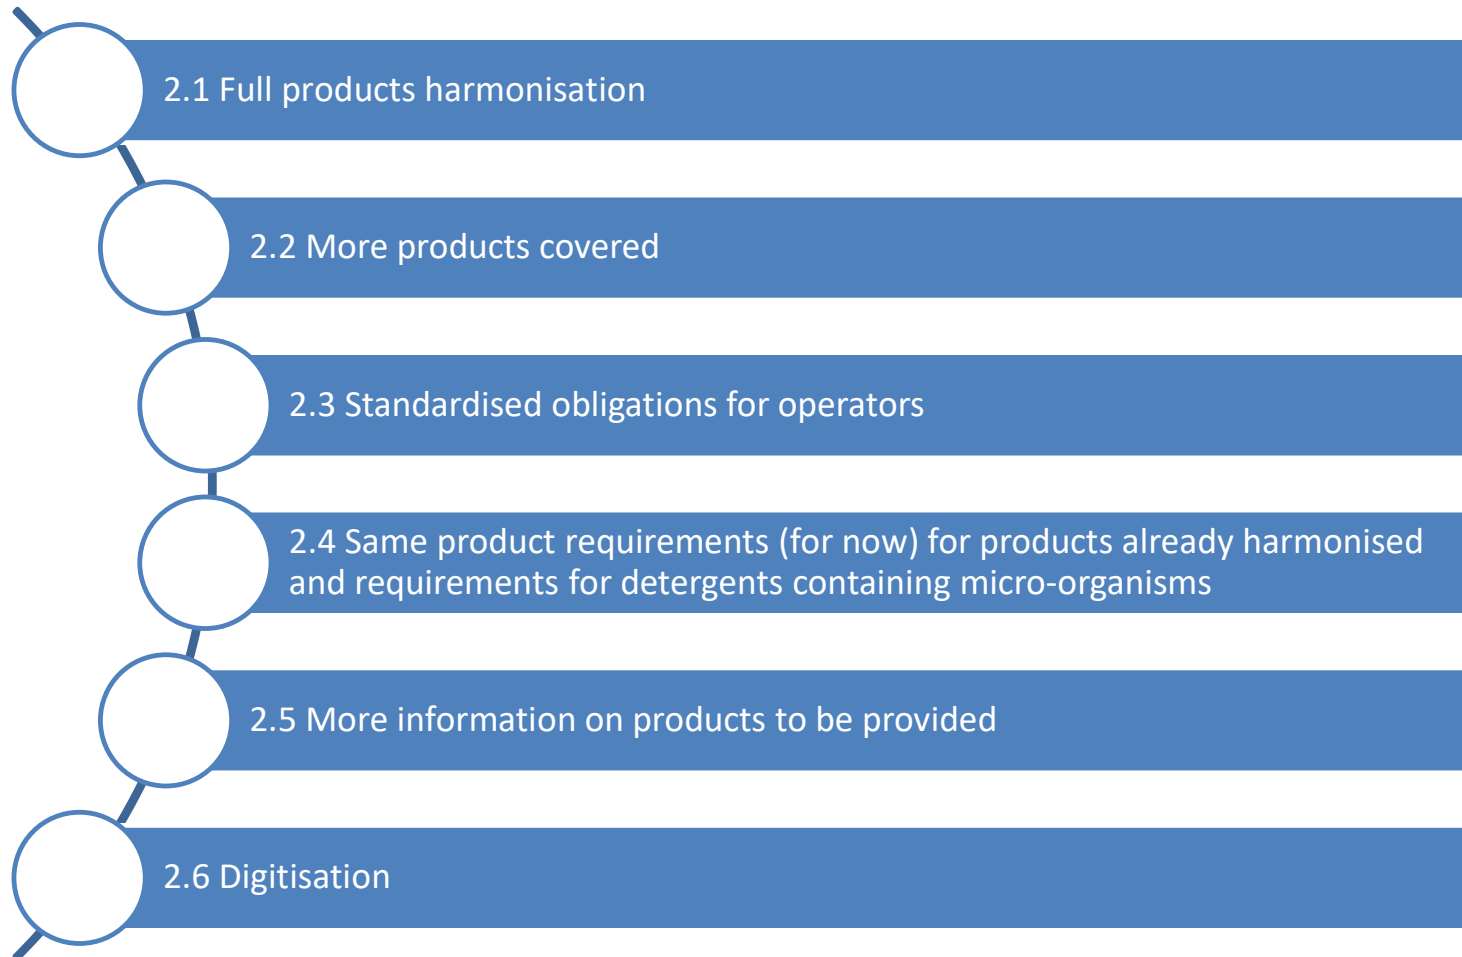 2.1 Full products harmonisation
2.2 More products covered
2.3 Standardised obligations for operators
2.4 Same product requirements (for now) for products already harmonised
and requirements for detergents containing micro-organisms
2.5 More information on products to be provided
2.6 Digitisation